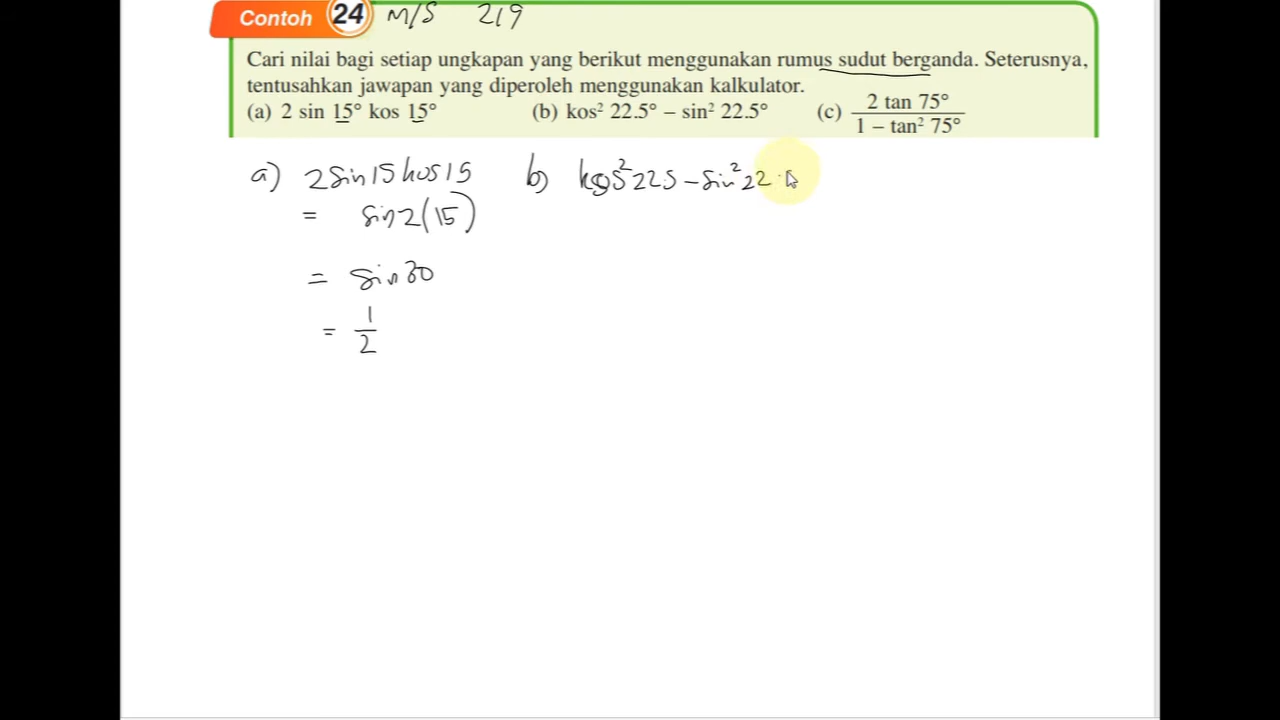 Contoh 24 M/S 219
Cari nilai bagi setiap ungkapan yang berikut menggunakan rumus sudut berganda. Seterusnya,
tentusahkan jawapan yang diperoleh menggunakan kalkulator.
(a) 2 sin 15° kos 15° (b) kos² 22.5° – sin² 22.5° (c) 2 tan 75° / 1 – tan² 75°
a) 2sin15kos15 b) kos²22.5 – sin²22.5
= sin2(15)
= sin30
= 1/2